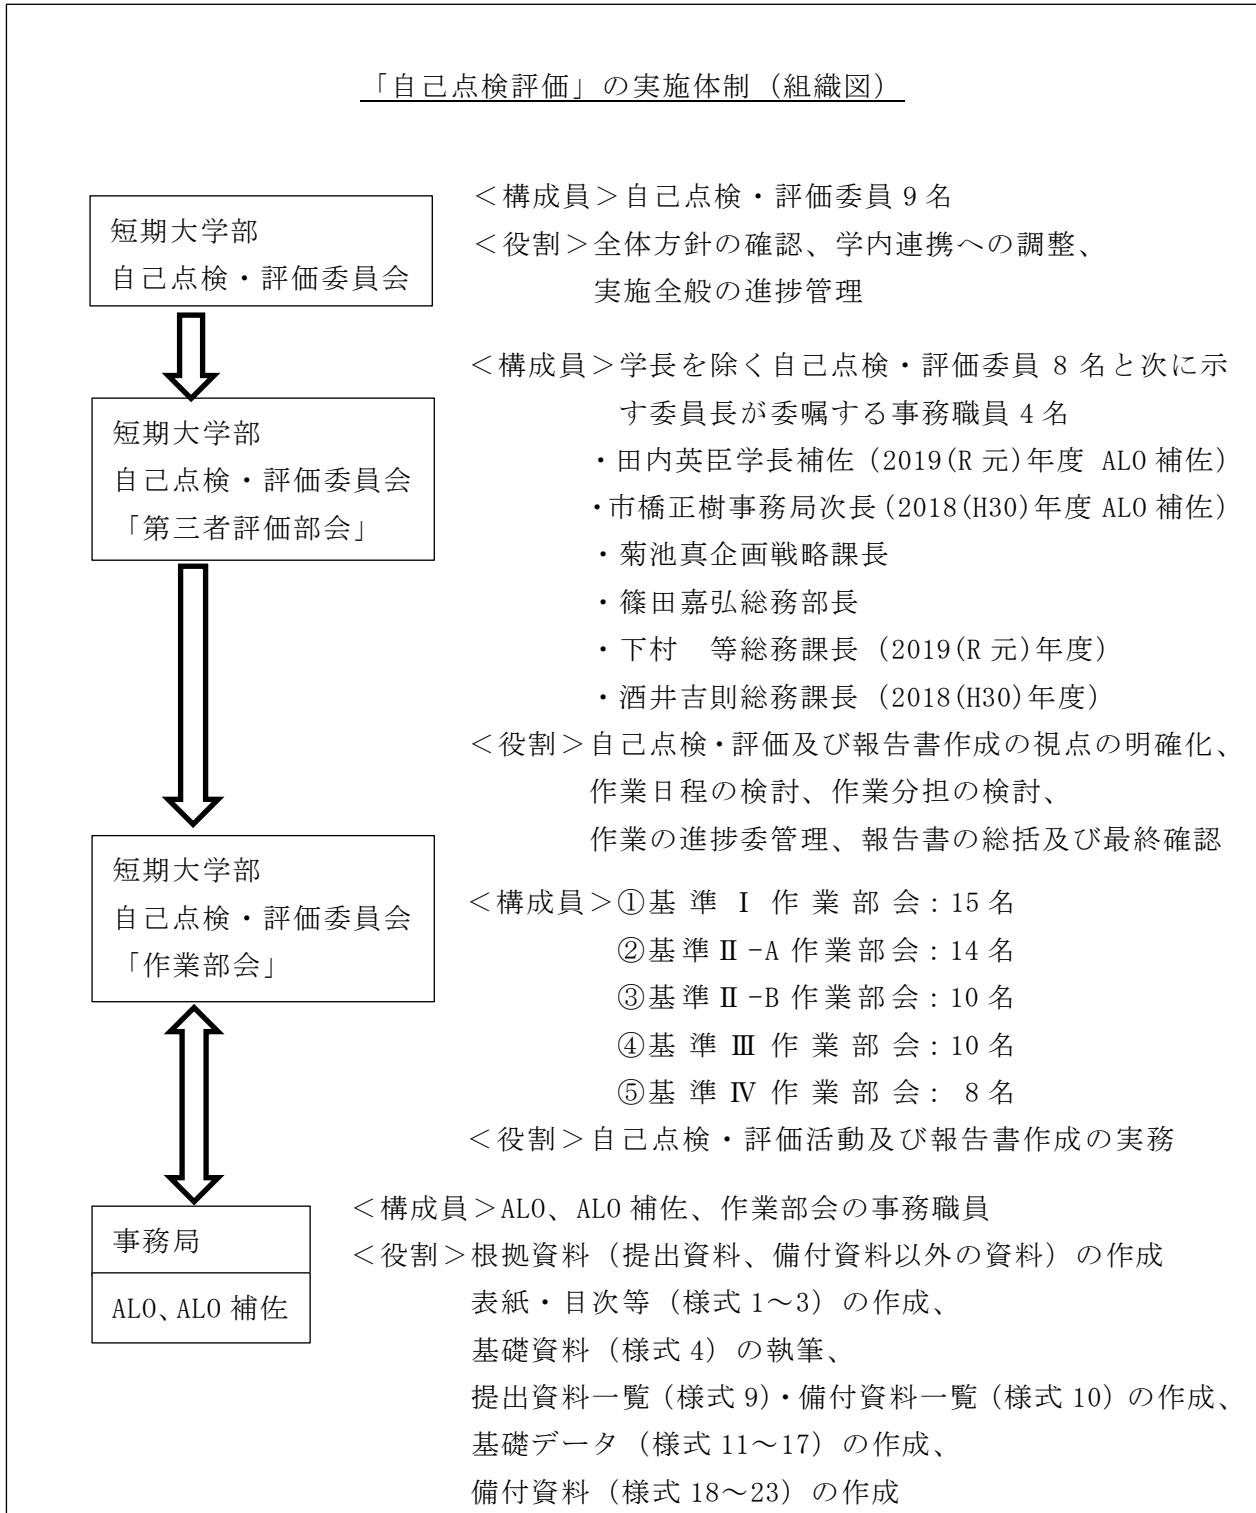 「自己点検評価」の実施体制（組織図）
短期大学部
自己点検・評価委員会
＜構成員＞自己点検・評価委員 9 名
＜役割＞全体方針の確認、学内連携への調整、
実施全般の進捗管理
短期大学部
自己点検・評価委員会
「第三者評価部会」
＜構成員＞学長を除く自己点検・評価委員 8 名と次に示
す委員長が委嘱する事務職員 4 名
・田内英臣学長補佐（2019(R 元)年度 ALO 補佐）
・市橋正樹事務局次長（2018(H30)年度 ALO 補佐）
・菊池真企画戦略課長
・篠田嘉弘総務部長
・下村　等総務課長（2019(R 元)年度）
・酒井吉則総務課長（2018(H30)年度）
＜役割＞自己点検・評価及び報告書作成の視点の明確化、
作業日程の検討、作業分担の検討、
作業の進捗委管理、報告書の総括及び最終確認
短期大学部
自己点検・評価委員会
「作業部会」
＜構成員＞①基 準 Ⅰ 作 業 部 会：15 名
②基準Ⅱ-A 作業部会：14 名
③基準Ⅱ-B 作業部会：10 名
④基 準 Ⅲ 作 業 部 会：10 名
⑤基 準 Ⅳ 作 業 部 会： 8 名
＜役割＞自己点検・評価活動及び報告書作成の実務
事務局
ALO、ALO 補佐
＜構成員＞ALO、ALO 補佐、作業部会の事務職員
＜役割＞根拠資料（提出資料、備付資料以外の資料）の作成
表紙・目次等（様式 1～3）の作成、
基礎資料（様式 4）の執筆、
提出資料一覧（様式 9）・備付資料一覧（様式 10）の作成、
基礎データ（様式 11～17）の作成、
備付資料（様式 18～23）の作成